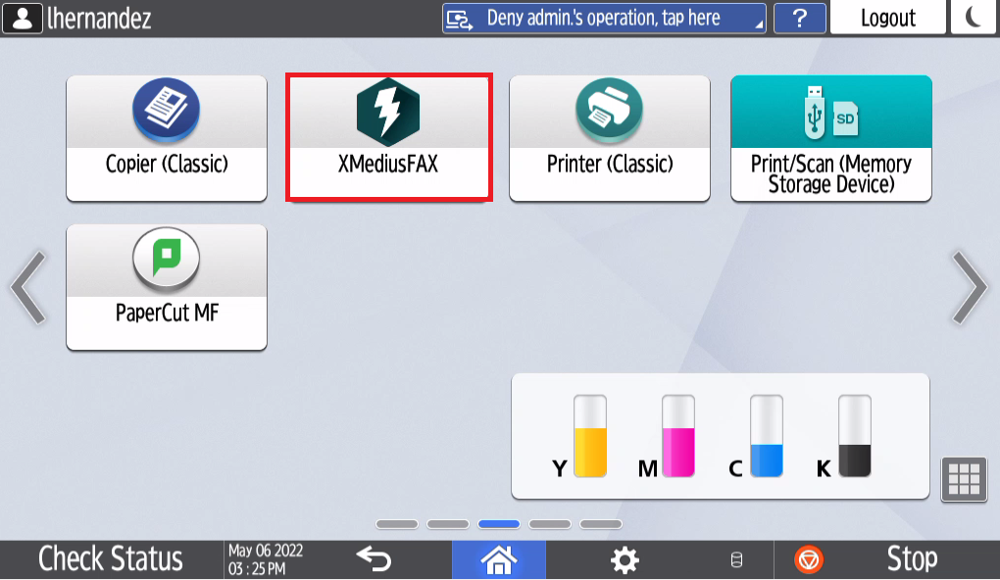 lhernandez
Deny admin.'s operation, tap here
?
Logout
Copier (Classic)
XMediusFAX
Printer (Classic)
SD
Print/Scan (Memory
Storage Device)
PaperCut MF
Y
M
C
K
Check Status
May 06 2022
03 : 25 PM
Stop